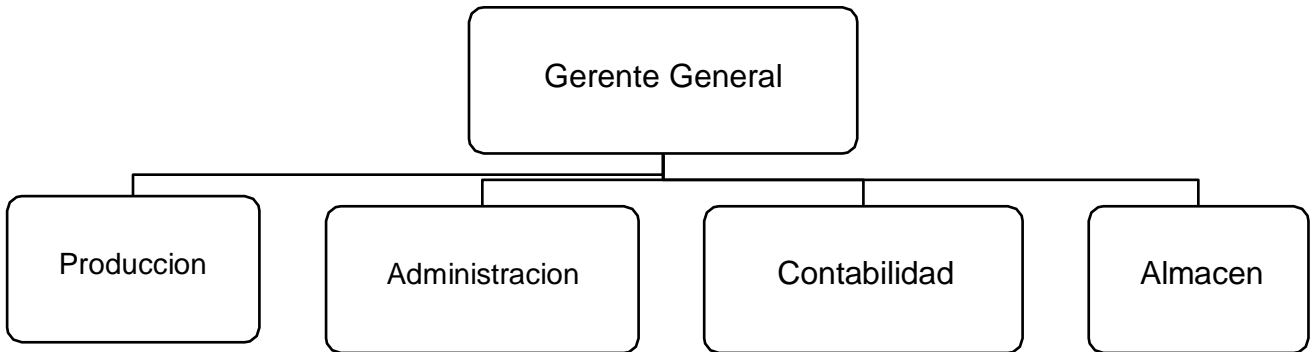 Gerente General
Produccion
Administracion
Contabilidad
Almacen